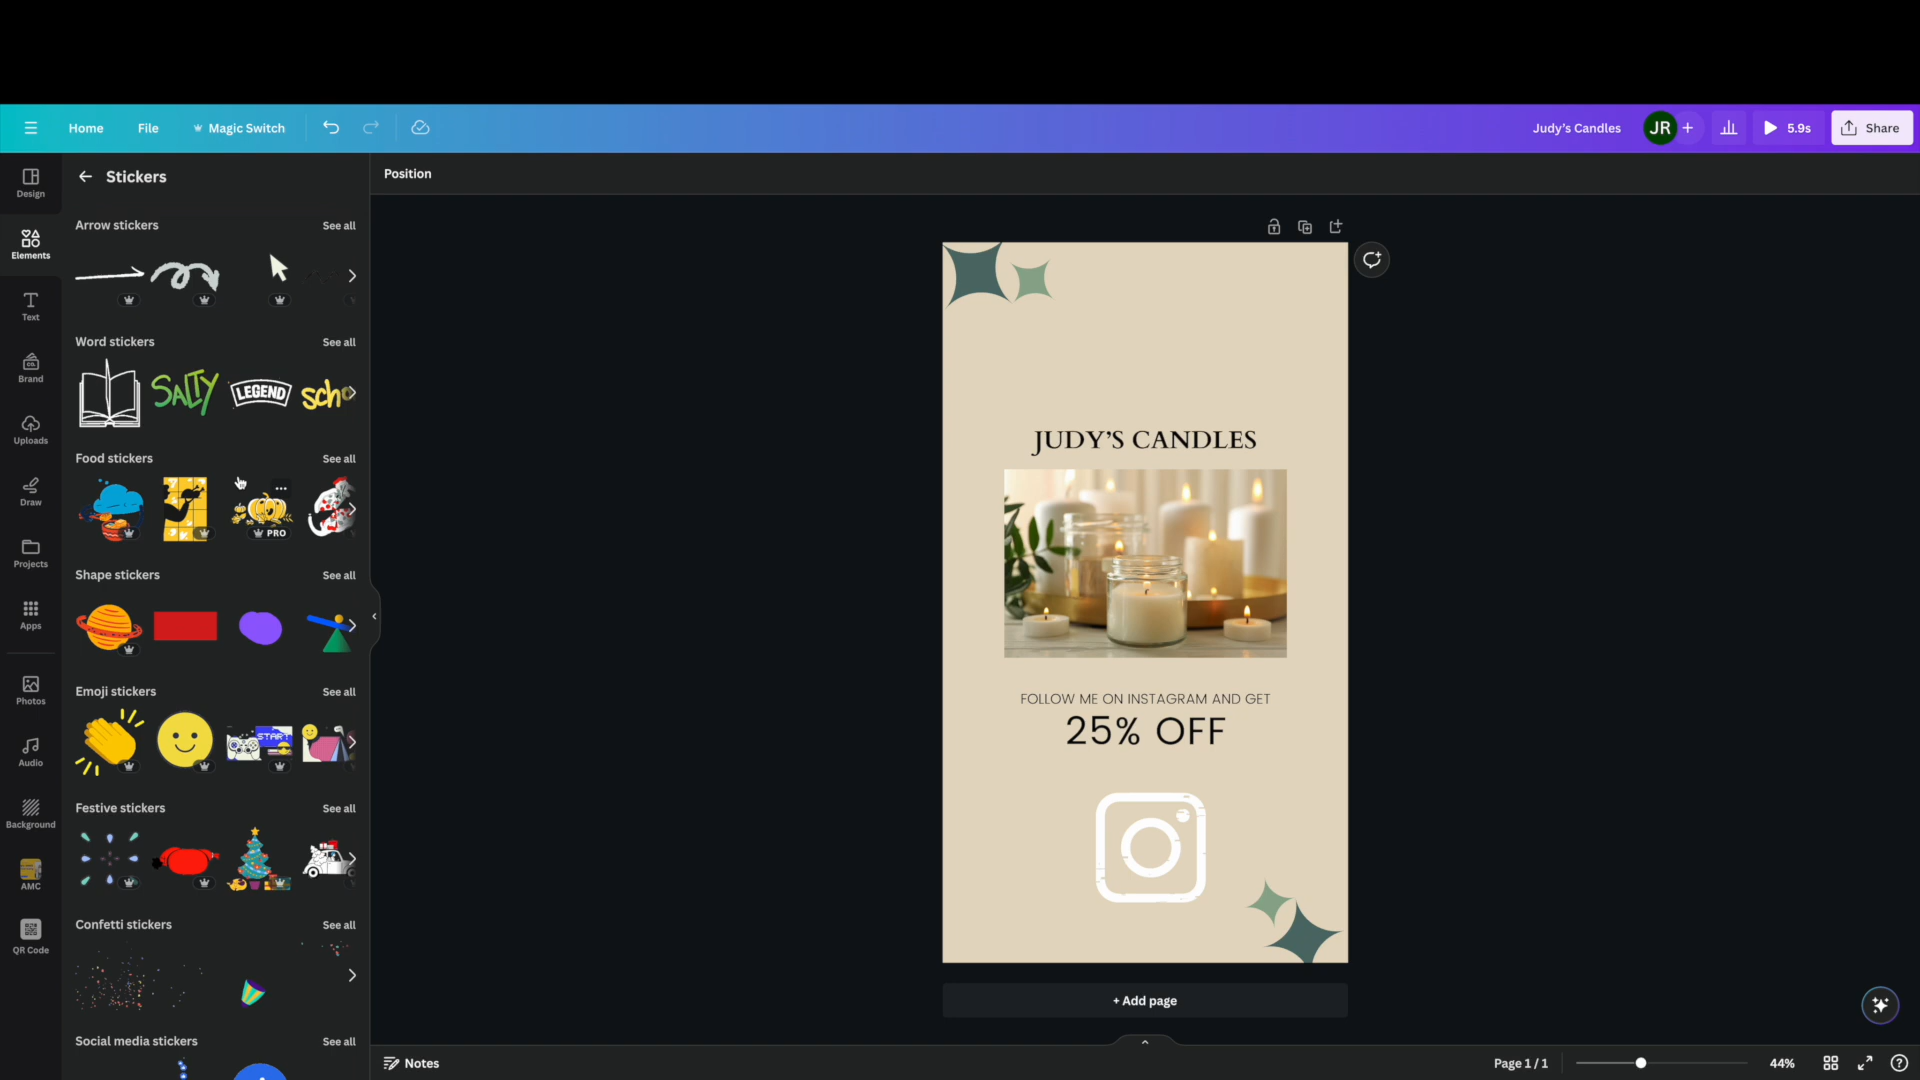 Home
File
Magic Switch
Judy's Candles
JR
+
5.9s
Share
Design
Elements
Text
Brand
Uploads
Draw
Projects
Apps
Photos
Audio
Background
AMC
QR Code
Stickers
Arrow stickers
See all
Word stickers
See all
SALTY
LEGEND
scho
Food stickers
See all
PRO
Shape stickers
See all
Emoji stickers
See all
START
Festive stickers
See all
Confetti stickers
See all
Social media stickers
See all
Position
JUDY'S CANDLES
FOLLOW ME ON INSTAGRAM AND GET
25% OFF
+ Add page
Notes
Page 1 / 1
44%